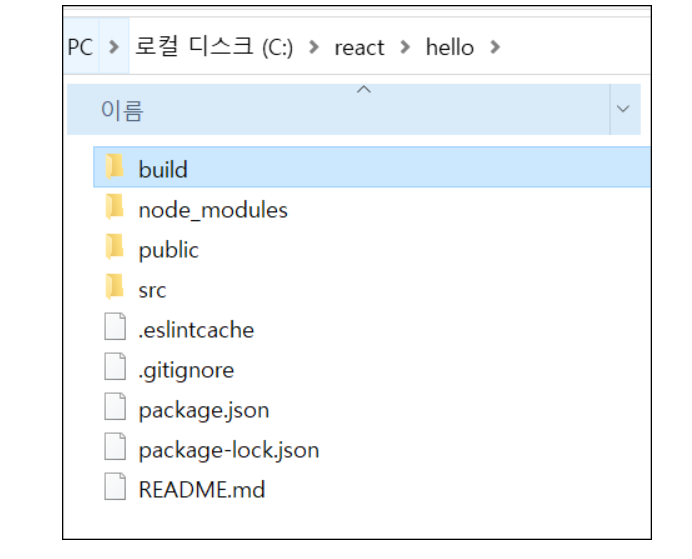 PC > 로컬 디스크 (C:) > react > hello >
이름
build
node_modules
public
src
.eslintcache
.gitignore
package.json
package-lock.json
README.md